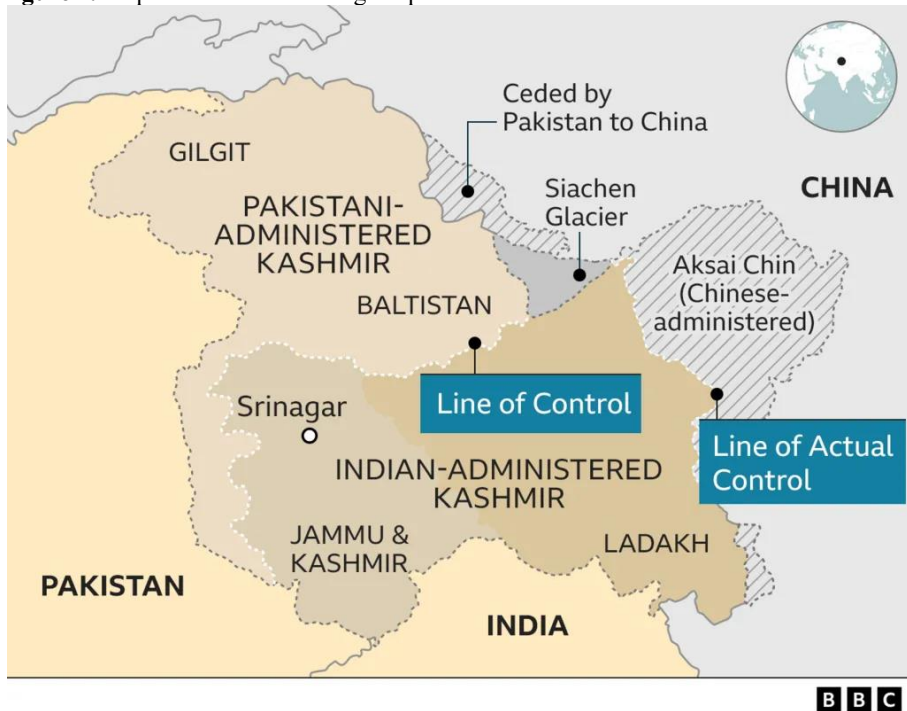 Ceded by
Pakistan to China
GILGIT
Siachen
Glacier
CHINA
PAKISTANI-
ADMINISTERED
KASHMIR
Aksai Chin
(Chinese-
administered)
BALTISTAN
Srinagar
Line of Control
Line of Actual
Control
INDIAN-ADMINISTERED
KASHMIR
JAMMU &
KASHMIR
LADAKH
PAKISTAN
INDIA
BBC